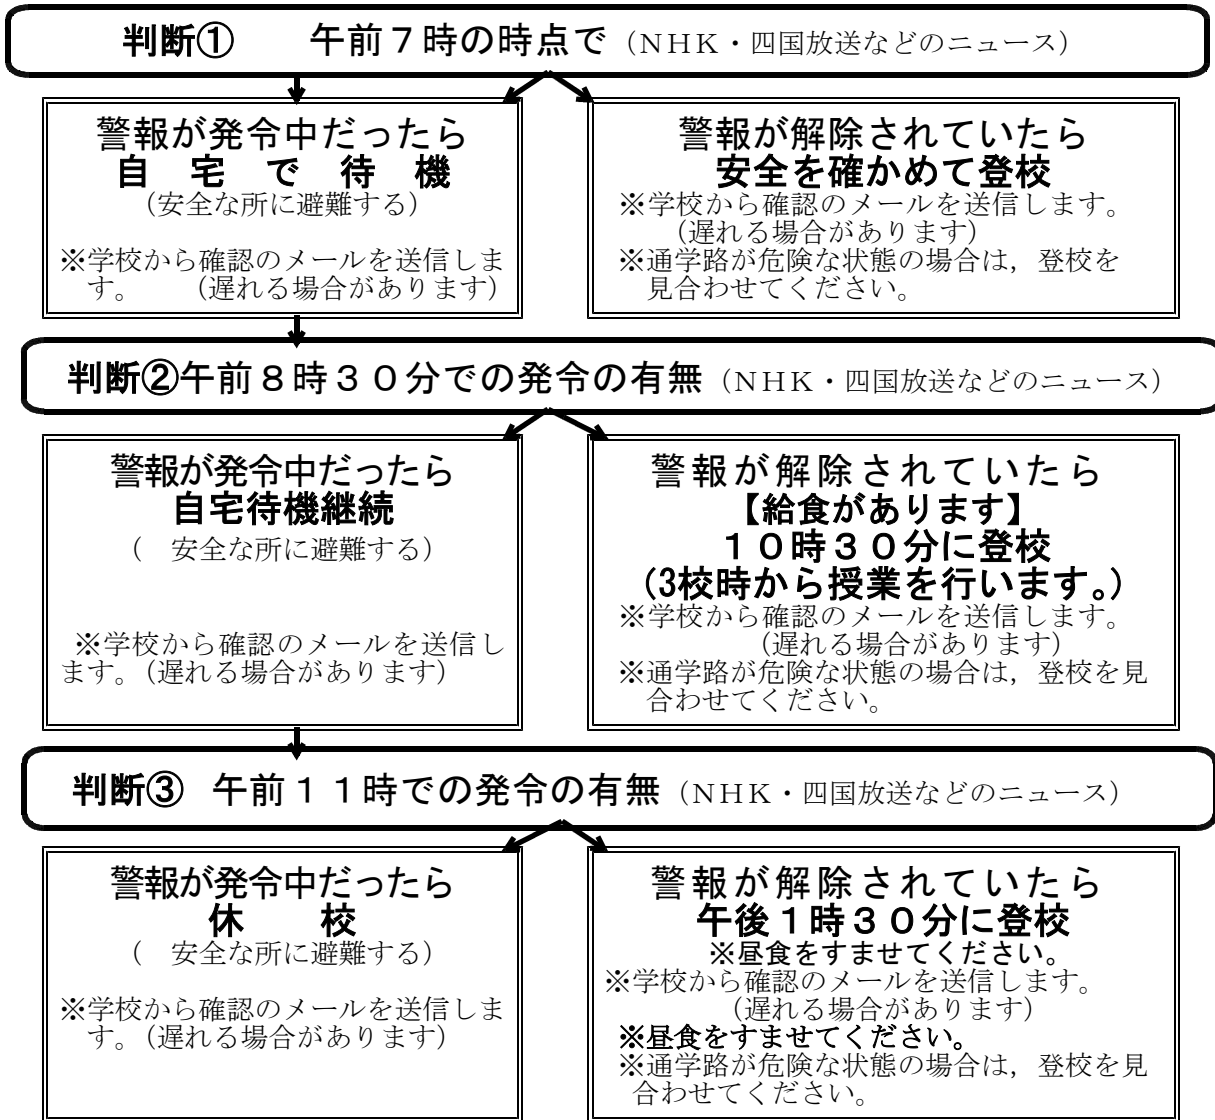 判断① 午前７時の時点で（ＮＨＫ・四国放送などのニュース）
警報が発令中だったら
自 宅 で 待 機
（安全な所に避難する）
※学校から確認のメールを送信しま
す。 （遅れる場合があります）
警報が解除されていたら
安全を確かめて登校
※学校から確認のメールを送信します。
（遅れる場合があります）
※通学路が危険な状態の場合は，登校を
見合わせてください。
判断②午前８時３０分での発令の有無（ＮＨＫ・四国放送などのニュース）
警報が発令中だったら
自宅待機継続
（ 安全な所に避難する）
※学校から確認のメールを送信し
ます。（遅れる場合があります）
警報が解除されていたら
【給食があります】
１０時３０分に登校
（3校時から授業を行います。）
※学校から確認のメールを送信します。
（遅れる場合があります）
※通学路が危険な状態の場合は，登校を見
合わせてください。
判断③ 午前１１時での発令の有無（ＮＨＫ・四国放送などのニュース）
警報が発令中だったら
休 校
（ 安全な所に避難する）
※学校から確認のメールを送信しま
す。（遅れる場合があります）
警報が解除されていたら
午後１時３０分に登校
※昼食をすませてください。
※学校から確認のメールを送信します。
（遅れる場合があります）
※昼食をすませてください。
※通学路が危険な状態の場合は，登校を見
合わせてください。